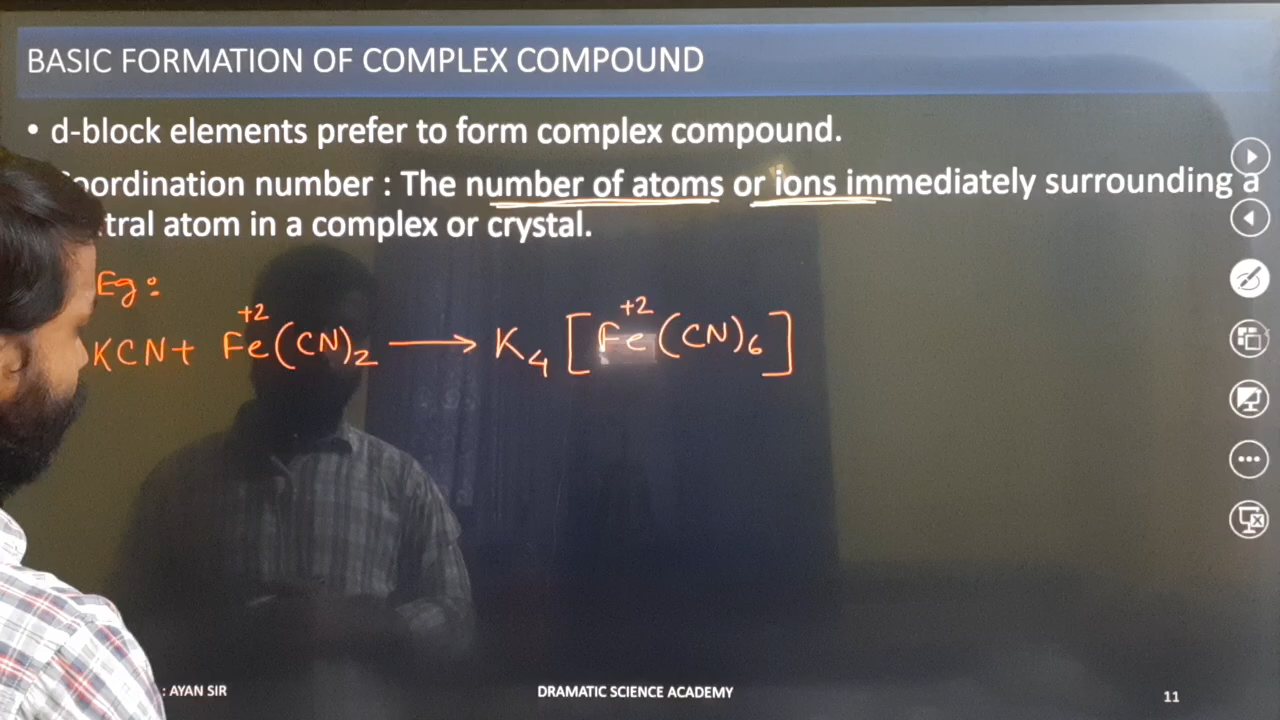 BASIC FORMATION OF COMPLEX COMPOUND
• d-block elements prefer to form complex compound.
oordination number : The number of atoms or ions immediately surrounding a
tral atom in a complex or crystal.
Eg:
+2 +2
KCN + Fe(CN)2 ⟶ K4[Fe(CN)6]
: AYAN SIR DRAMATIC SCIENCE ACADEMY 11